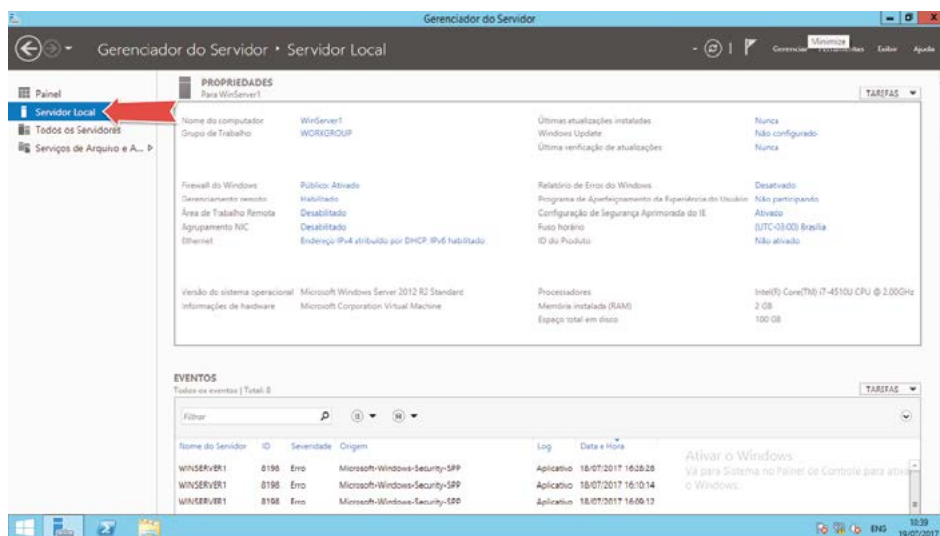 Gerenciador do Servidor
Gerenciador do Servidor • Servidor Local
Gerenciar
Minimize
Exibir
Ajuda
Painel
Servidor Local
Todos os Servidores
Serviços de Arquivo e A...
PROPRIEDADES
Para WinServer1
TAREFAS
Nome do computador WinServer1
Grupo de Trabalho WORKGROUP
Últimas atualizações instaladas Nunca
Windows Update Não configurado
Última verificação de atualizações Nunca
Firewall do Windows Público: Ativado
Gerenciamento remoto Habilitado
Área de Trabalho Remota Desabilitado
Agrupamento NIC Desabilitado
Ethernet Endereço IPv4 atribuído por DHCP, IPv6 habilitado
Relatório de Erros do Windows Desativado
Programa de Aperfeiçoamento da Experiência do Usuário Não participando
Configuração de Segurança Aprimorada do IE Ativado
Fuso horário (UTC-03:00) Brasília
ID do Produto Não ativado
Versão do sistema operacional Microsoft Windows Server 2012 R2 Standard
Informações de hardware Microsoft Corporation Virtual Machine
Processadores Intel(R) Core(TM) i7-4510U CPU @ 2.00GHz
Memória instalada (RAM) 2 GB
Espaço total em disco 100 GB
EVENTOS
Todos os eventos | Total: 8
TAREFAS
Filtrar
Nome do Servidor ID Severidade Origem Log Data e Hora
WINSERVER1 8198 Erro Microsoft-Windows-Security-SPP Aplicativo 18/07/2017 16:28:28
WINSERVER1 8198 Erro Microsoft-Windows-Security-SPP Aplicativo 18/07/2017 16:10:14
WINSERVER1 8198 Erro Microsoft-Windows-Security-SPP Aplicativo 18/07/2017 16:09:12
Ativar o Windows
Vá para Sistema no Painel de Controle para
o Windows.
ENG
10:39
19/07/2017